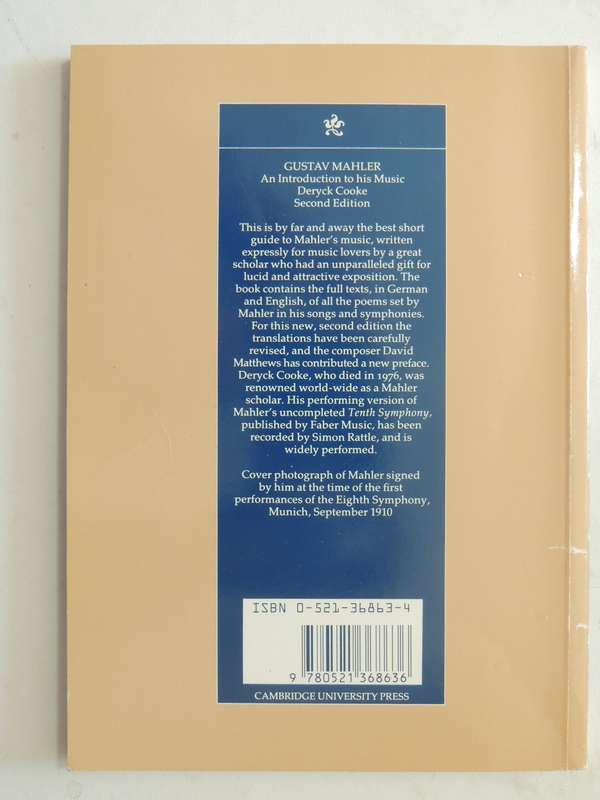 GUSTAV MAHLER
An Introduction to his Music
Deryck Cooke
Second Edition
This is by far and away the best short
guide to Mahler's music, written
expressly for music lovers by a great
scholar who had an unparalleled gift for
lucid and attractive exposition. The
book contains the full texts, in German
and English, of all the poems set by
Mahler in his songs and symphonies.
For this new, second edition the
translations have been carefully
revised, and the composer David
Matthews has contributed a new preface.
Deryck Cooke, who died in 1976, was
renowned world-wide as a Mahler
scholar. His performing version of
Mahler's uncompleted Tenth Symphony,
published by Faber Music, has been
recorded by Simon Rattle, and is
widely performed.
Cover photograph of Mahler signed
by him at the time of the first
performances of the Eighth Symphony,
Munich, September 1910
ISBN 0-521-36863-4
9 780521 368636
CAMBRIDGE UNIVERSITY PRESS